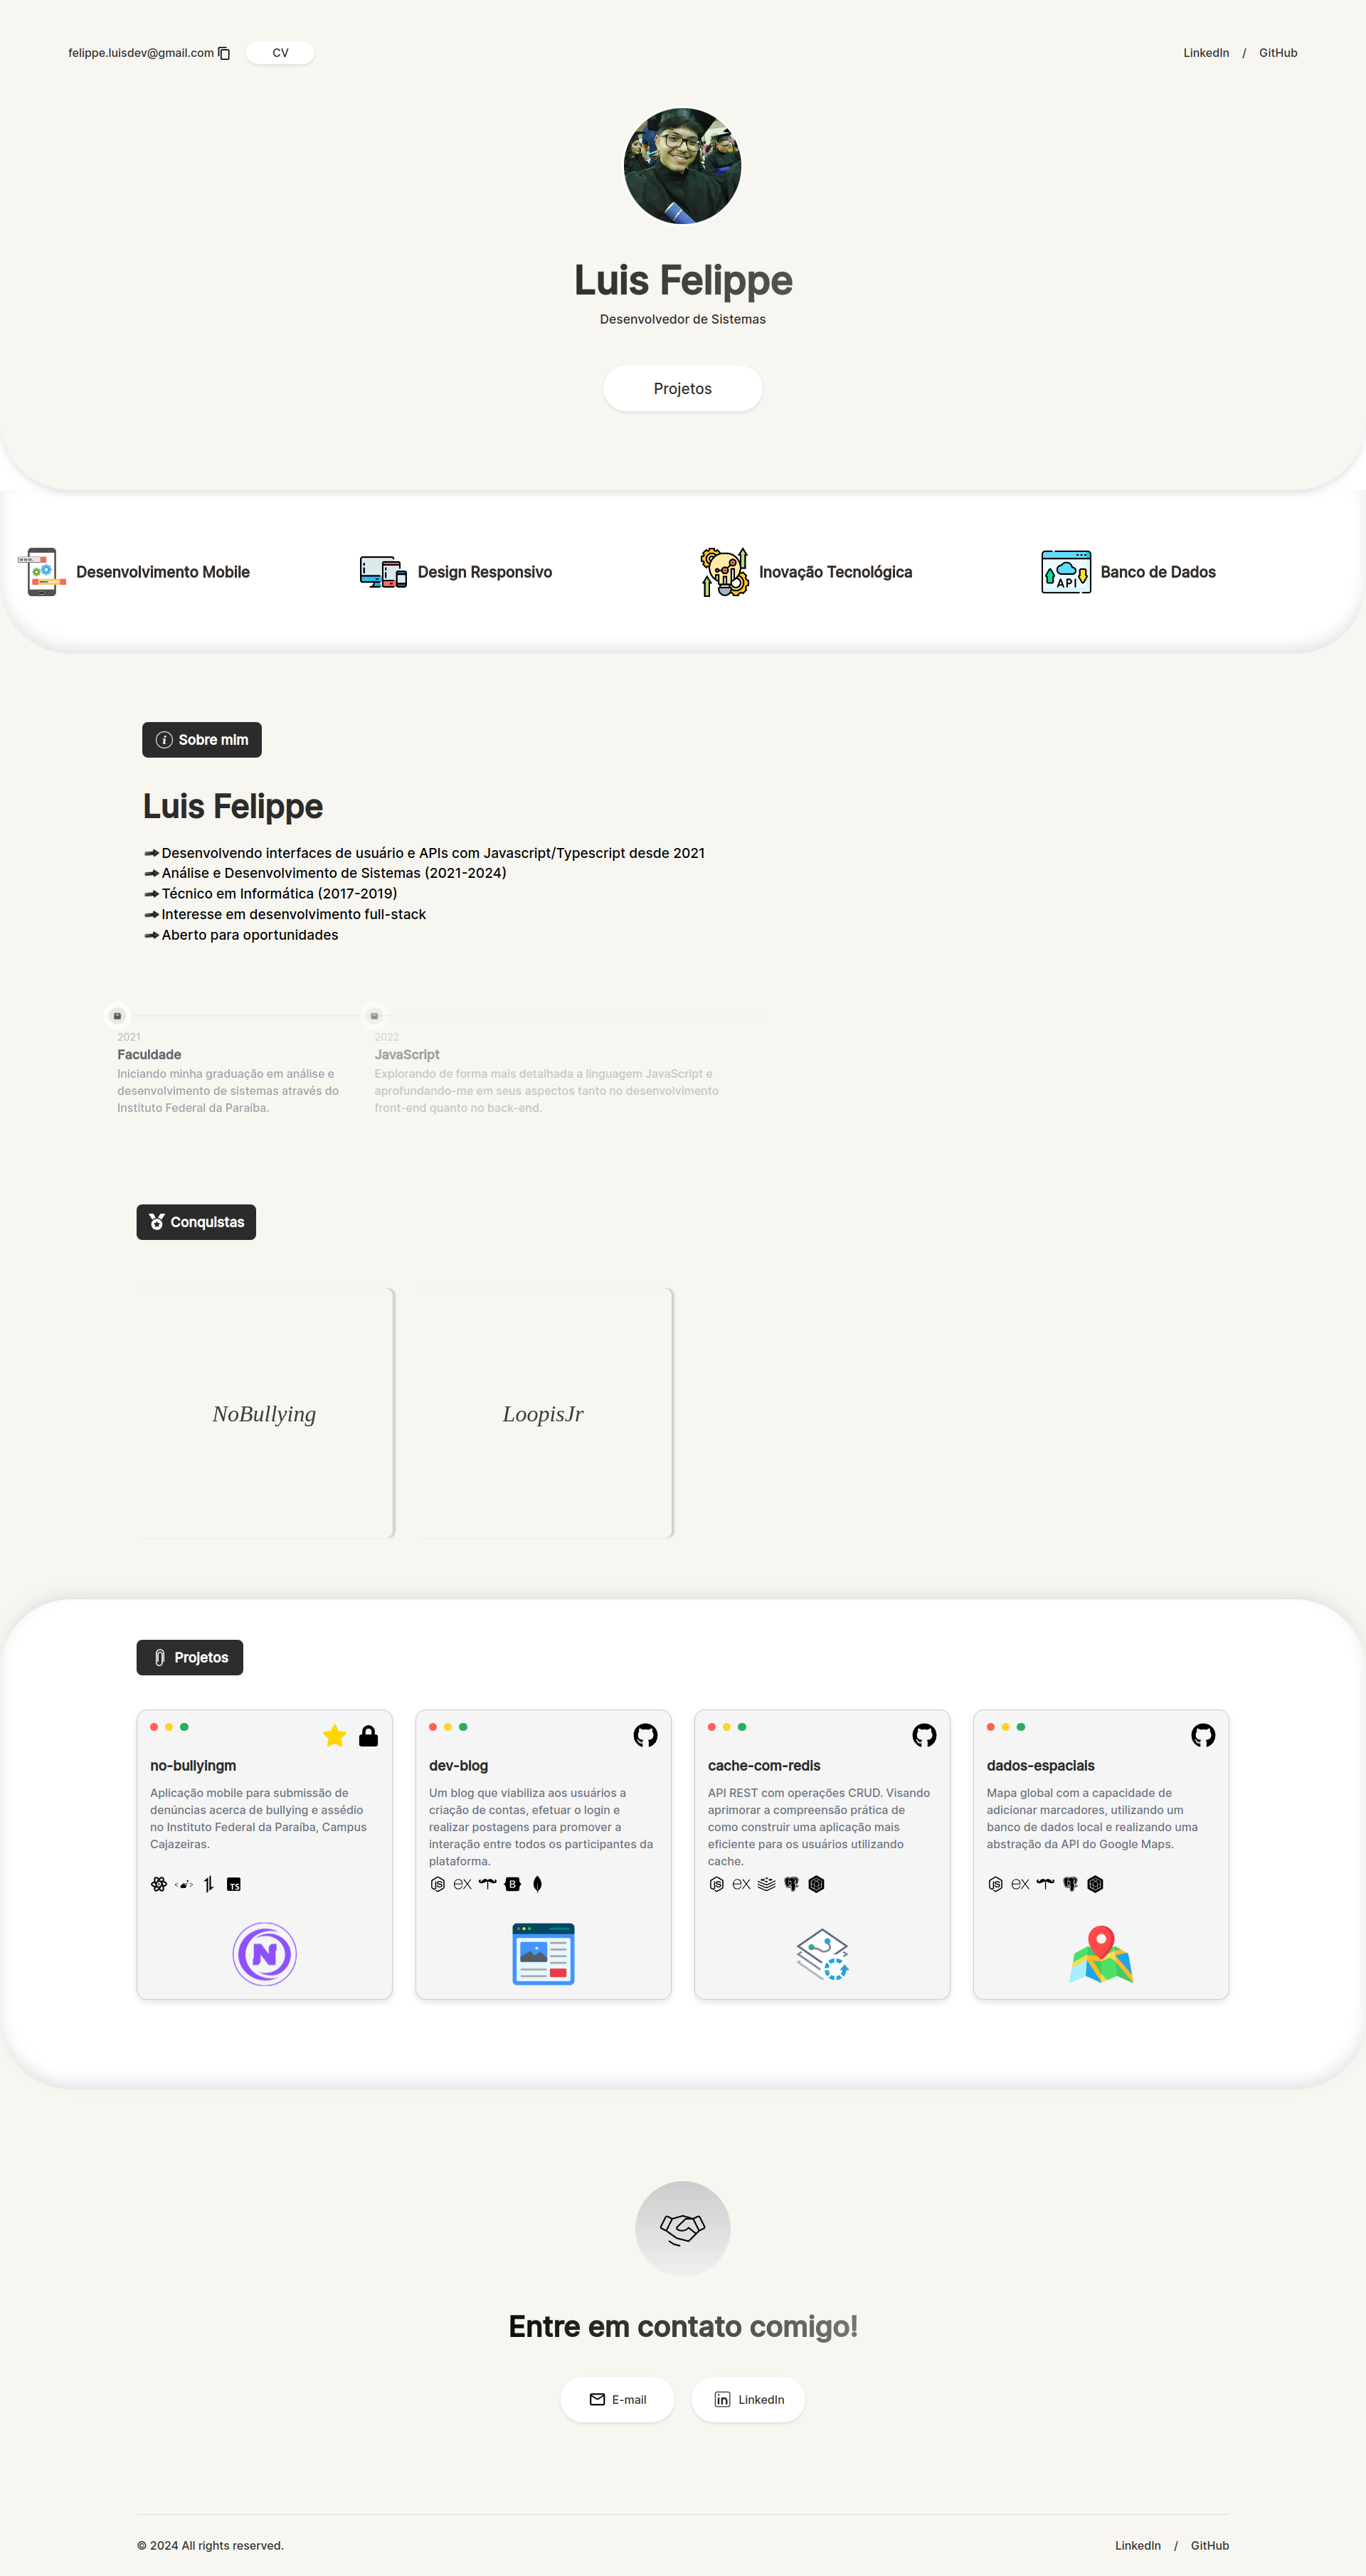 felippe.luisdev@gmail.com
CV
LinkedIn / GitHub
Luis Felippe
Desenvolvedor de Sistemas
Projetos
Desenvolvimento Mobile
Design Responsivo
Inovação Tecnológica
API
Banco de Dados
Sobre mim
Luis Felippe
Desenvolvendo interfaces de usuário e APIs com Javascript/Typescript desde 2021
Análise e Desenvolvimento de Sistemas (2021-2024)
Técnico em Informática (2017-2019)
Interesse em desenvolvimento full-stack
Aberto para oportunidades
2021
Faculdade
Iniciando minha graduação em análise e
desenvolvimento de sistemas através do
Instituto Federal da Paraíba.
2022
JavaScript
Explorando de forma mais detalhada a linguagem JavaScript e
aprofundando-me em seus aspectos tanto no desenvolvimento
front-end quanto no back-end.
Conquistas
NoBullying
LoopisJr
Projetos
no-bullyingm
Aplicação mobile para submissão de
denúncias acerca de bullying e assédio
no Instituto Federal da Paraíba, Campus
Cajazeiras.
TS
N
dev-blog
Um blog que viabiliza aos usuários a
criação de contas, efetuar o login e
realizar postagens para promover a
interação entre todos os participantes da
plataforma.
JS ex B
cache-com-redis
API REST com operações CRUD. Visando
aprimorar a compreensão prática de
como construir uma aplicação mais
eficiente para os usuários utilizando
cache.
JS ex
dados-espaciais
Mapa global com a capacidade de
adicionar marcadores, utilizando um
banco de dados local e realizando uma
abstração da API do Google Maps.
JS ex
Entre em contato comigo!
E-mail
in LinkedIn
© 2024 All rights reserved.
LinkedIn / GitHub